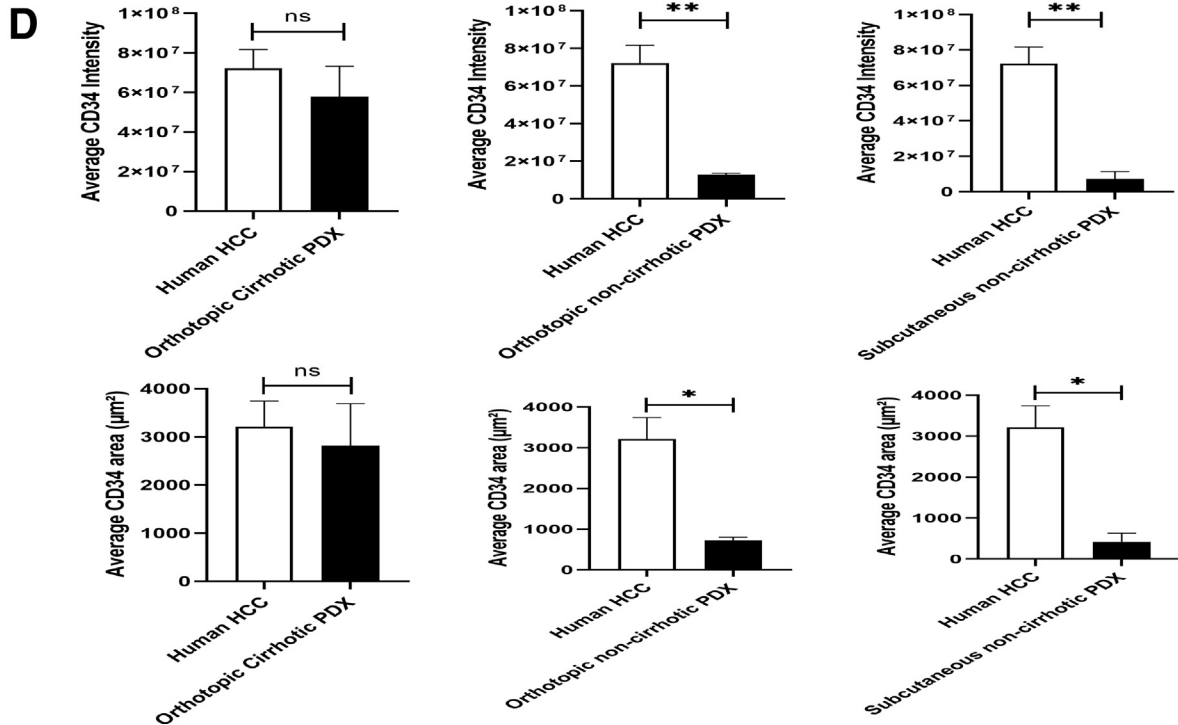 D
ns
Average CD34 Intensity
1×10⁸
8×10⁷
6×10⁷
4×10⁷
2×10⁷
0
Human HCC
Orthotopic Cirrhotic PDX
**
Average CD34 Intensity
1×10⁸
8×10⁷
6×10⁷
4×10⁷
2×10⁷
0
Human HCC
Orthotopic non-cirrhotic PDX
**
Average CD34 Intensity
1×10⁸
8×10⁷
6×10⁷
4×10⁷
2×10⁷
0
Human HCC
Subcutaneous non-cirrhotic PDX
ns
Average CD34 area (µm²)
4000
3000
2000
1000
0
Human HCC
Orthotopic Cirrhotic PDX
*
Average CD34 area (µm²)
4000
3000
2000
1000
0
Human HCC
Orthotopic non-cirrhotic PDX
*
Average CD34 area (µm²)
4000
3000
2000
1000
0
Human HCC
Subcutaneous non-cirrhotic PDX